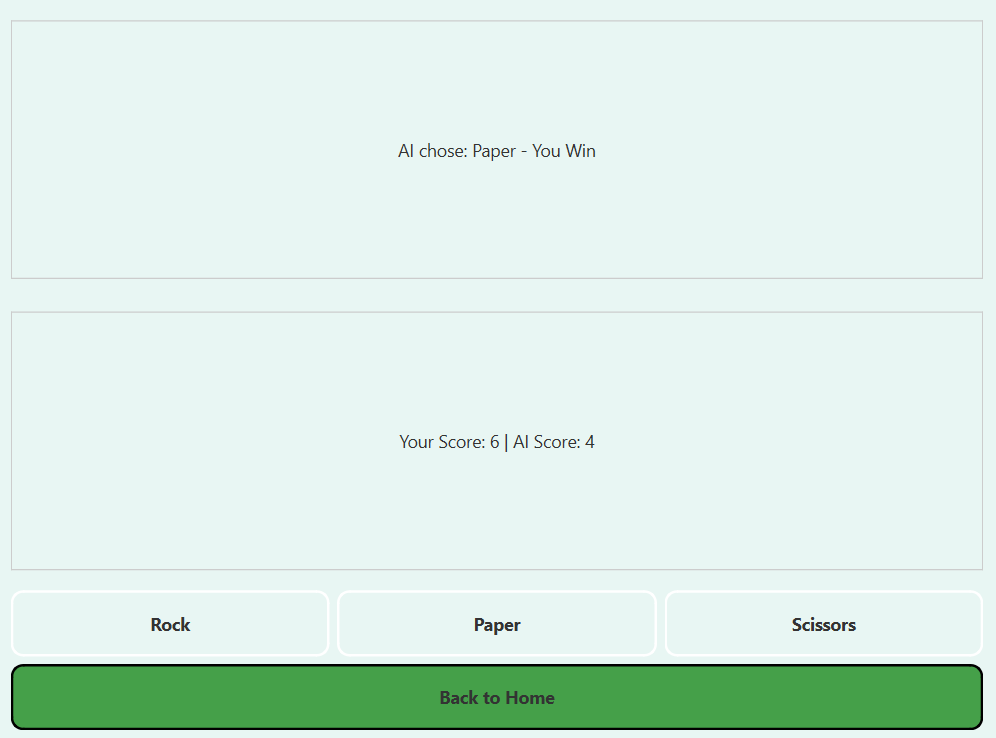 AI chose: Paper - You Win
Your Score: 6 | AI Score: 4
Rock
Paper
Scissors
Back to Home